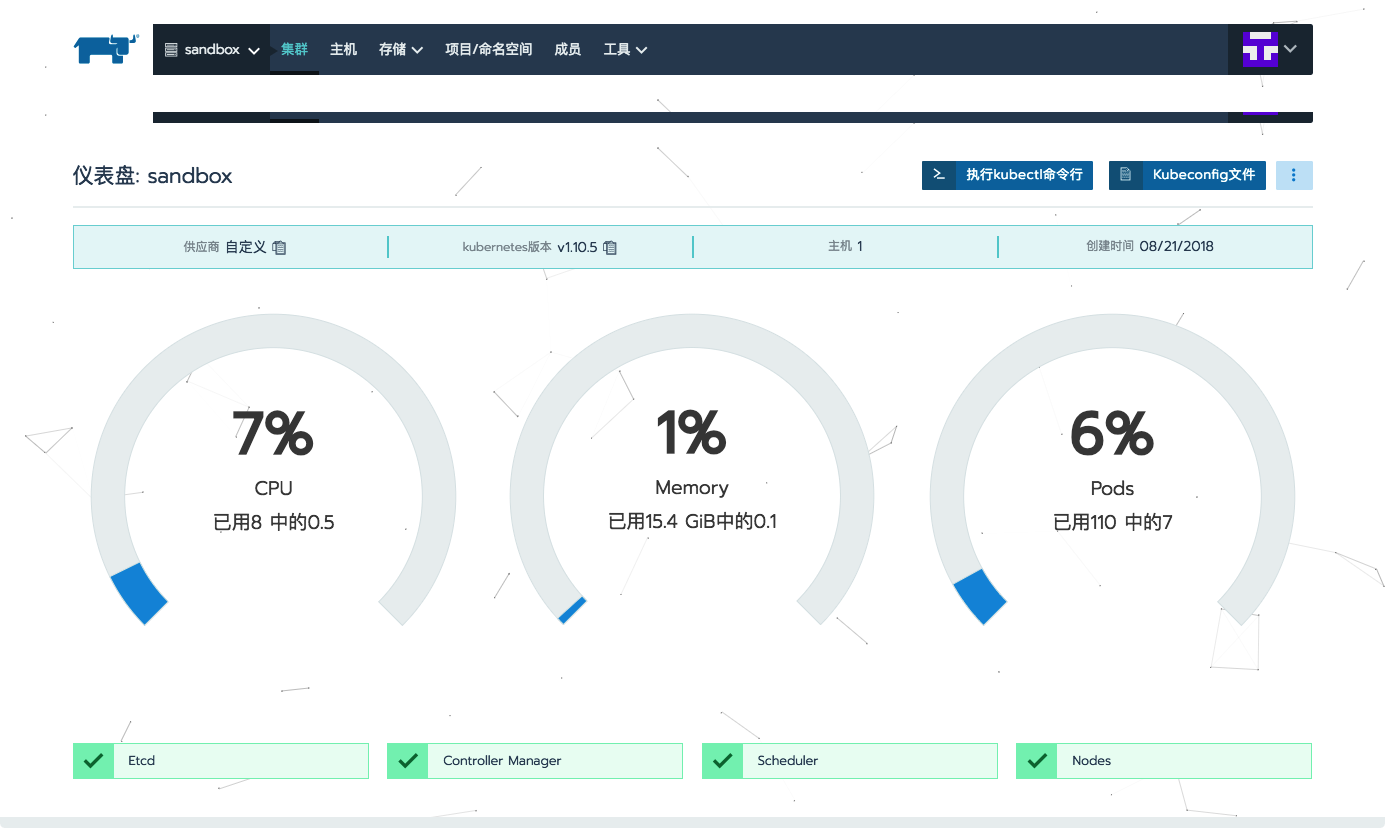 sandbox 集群 主机 存储 项目/命名空间 成员 工具
仪表盘: sandbox
执行kubectl命令行 Kubeconfig文件
供应商 自定义 kubernetes版本 v1.10.5 主机 1 创建时间 08/21/2018
7% 1% 6%
CPU Memory Pods
已用8 中的0.5 已用15.4 GiB中的0.1 已用110 中的7
Etcd Controller Manager Scheduler Nodes